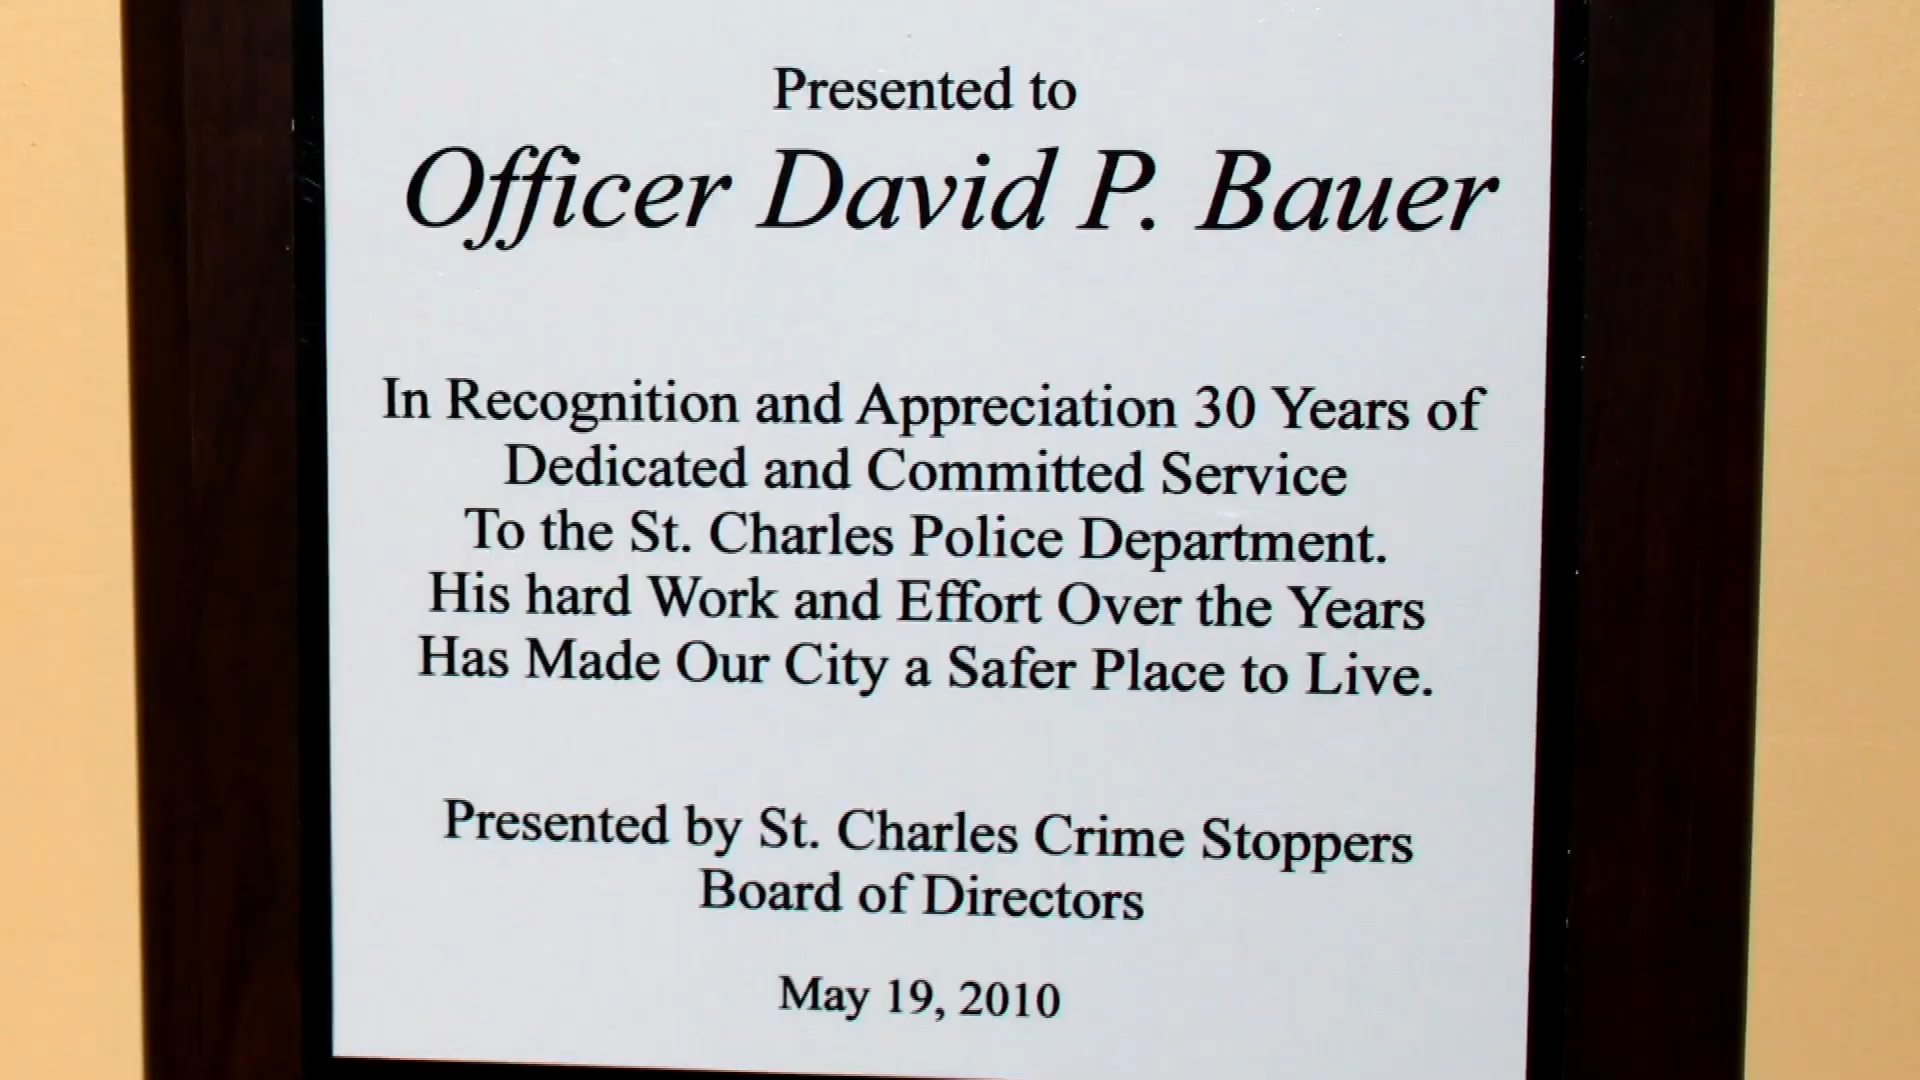 Presented to
Officer David P. Bauer
In Recognition and Appreciation 30 Years of
Dedicated and Committed Service
To the St. Charles Police Department.
His hard Work and Effort Over the Years
Has Made Our City a Safer Place to Live.
Presented by St. Charles Crime Stoppers
Board of Directors
May 19, 2010